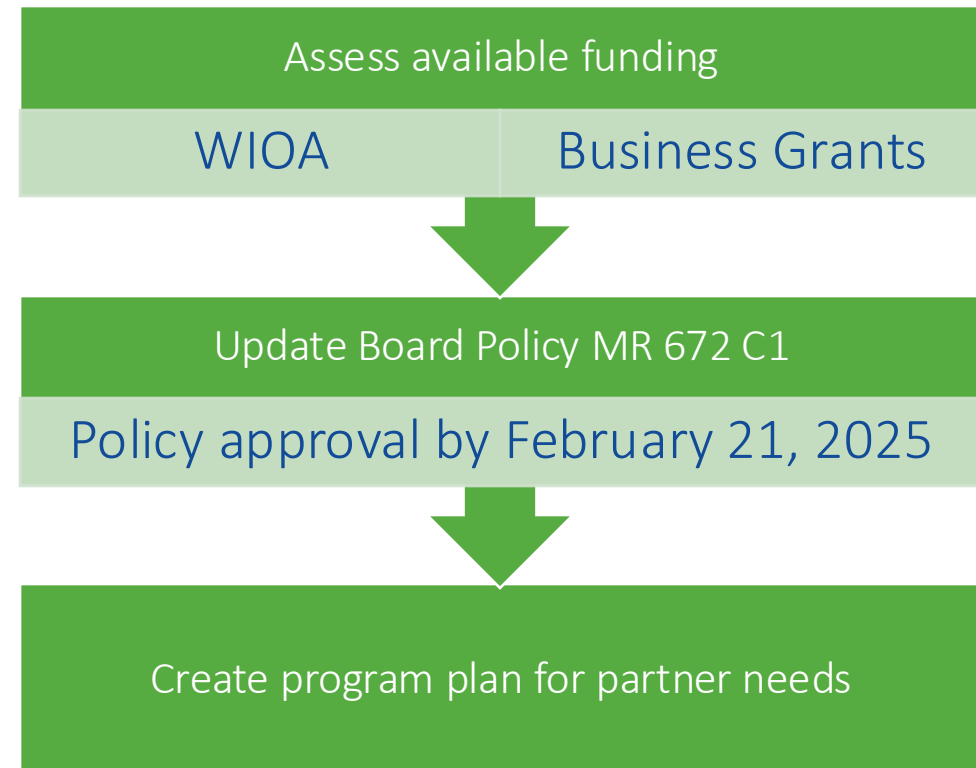 Assess available funding
WIOA
Business Grants
Update Board Policy MR 672 C1
Policy approval by February 21, 2025
Create program plan for partner needs